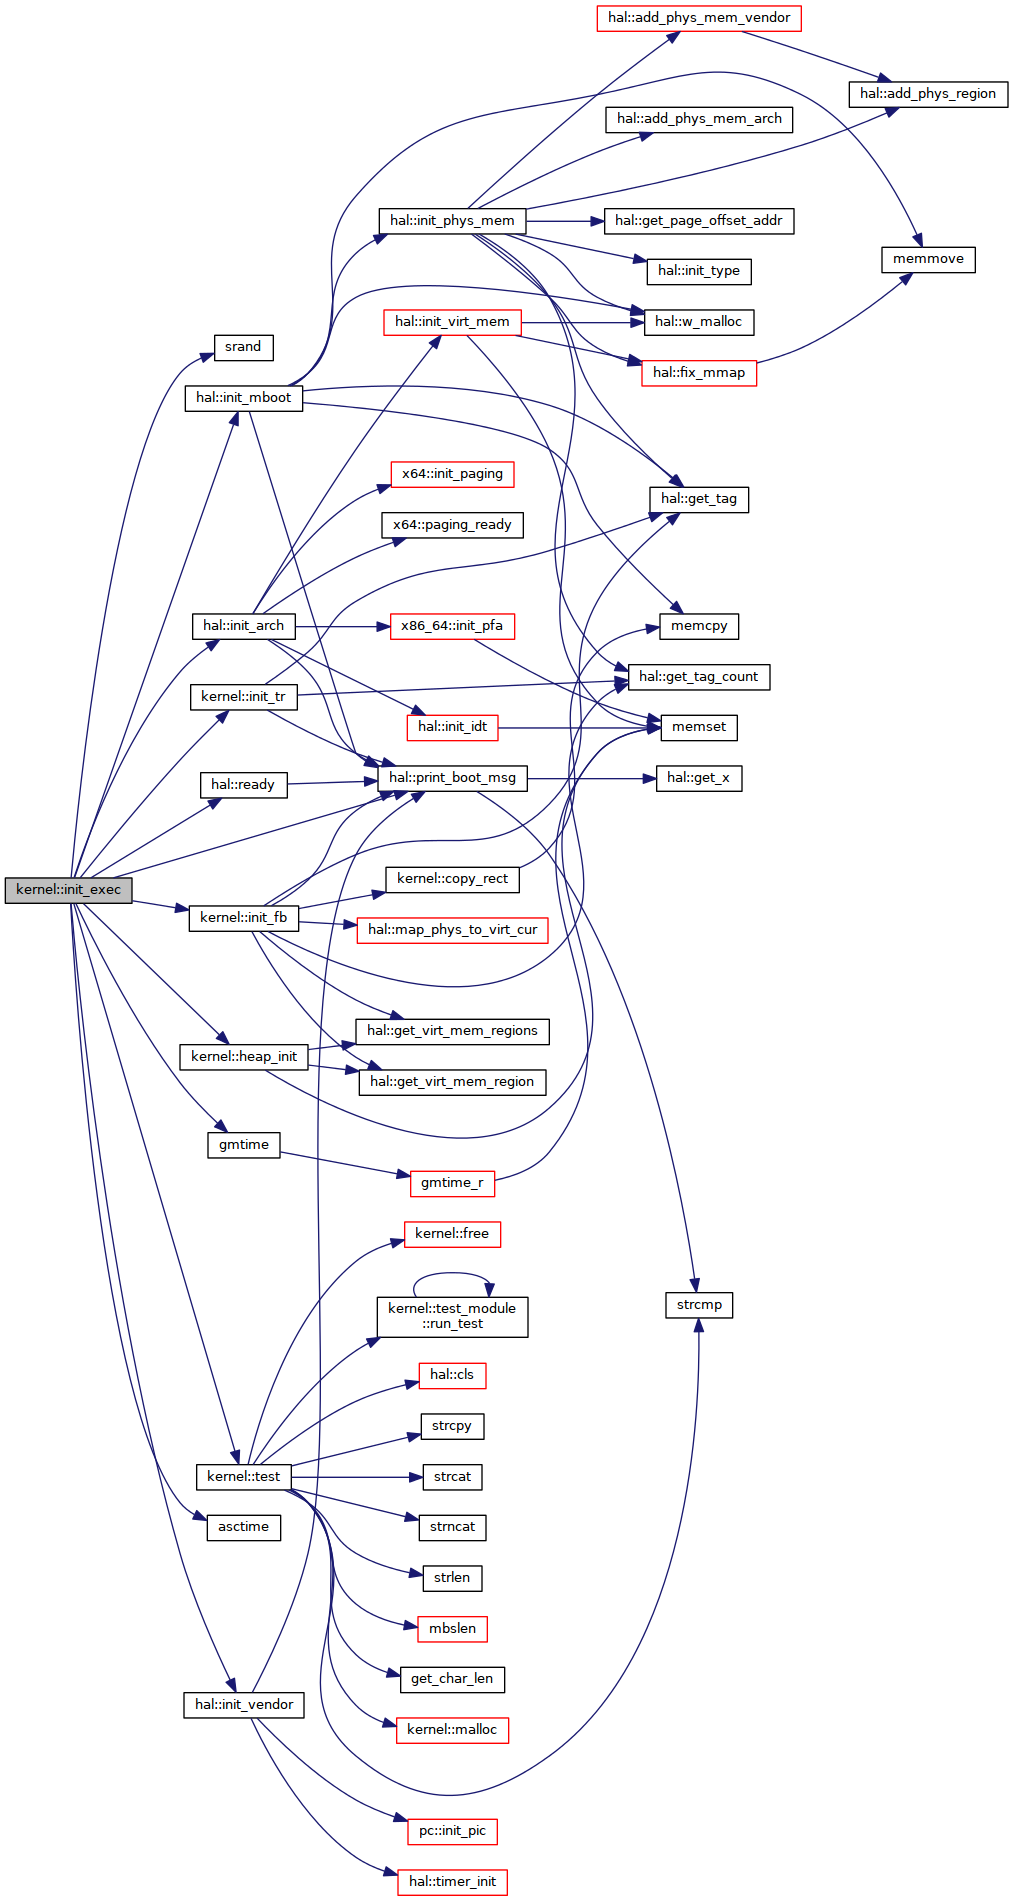 hal::add_phys_mem_vendor
hal::add_phys_region
hal::add_phys_mem_arch
hal::init_phys_mem
hal::get_page_offset_addr
memmove
hal::init_type
hal::init_virt_mem
hal::w_malloc
srand
hal::fix_mmap
hal::init_mboot
x64::init_paging
hal::get_tag
x64::paging_ready
hal::init_arch
x86_64::init_pfa
memcpy
hal::get_tag_count
kernel::init_tr
hal::init_idt
memset
hal::ready
hal::print_boot_msg
hal::get_x
kernel::init_exec
kernel::copy_rect
kernel::init_fb
hal::map_phys_to_virt_cur
hal::get_virt_mem_regions
kernel::heap_init
hal::get_virt_mem_region
gmtime
gmtime_r
kernel::free
strcmp
kernel::test_module
::run_test
hal::cls
strcpy
kernel::test
strcat
asctime
strncat
strlen
mbslen
get_char_len
hal::init_vendor
kernel::malloc
pc::init_pic
hal::timer_init